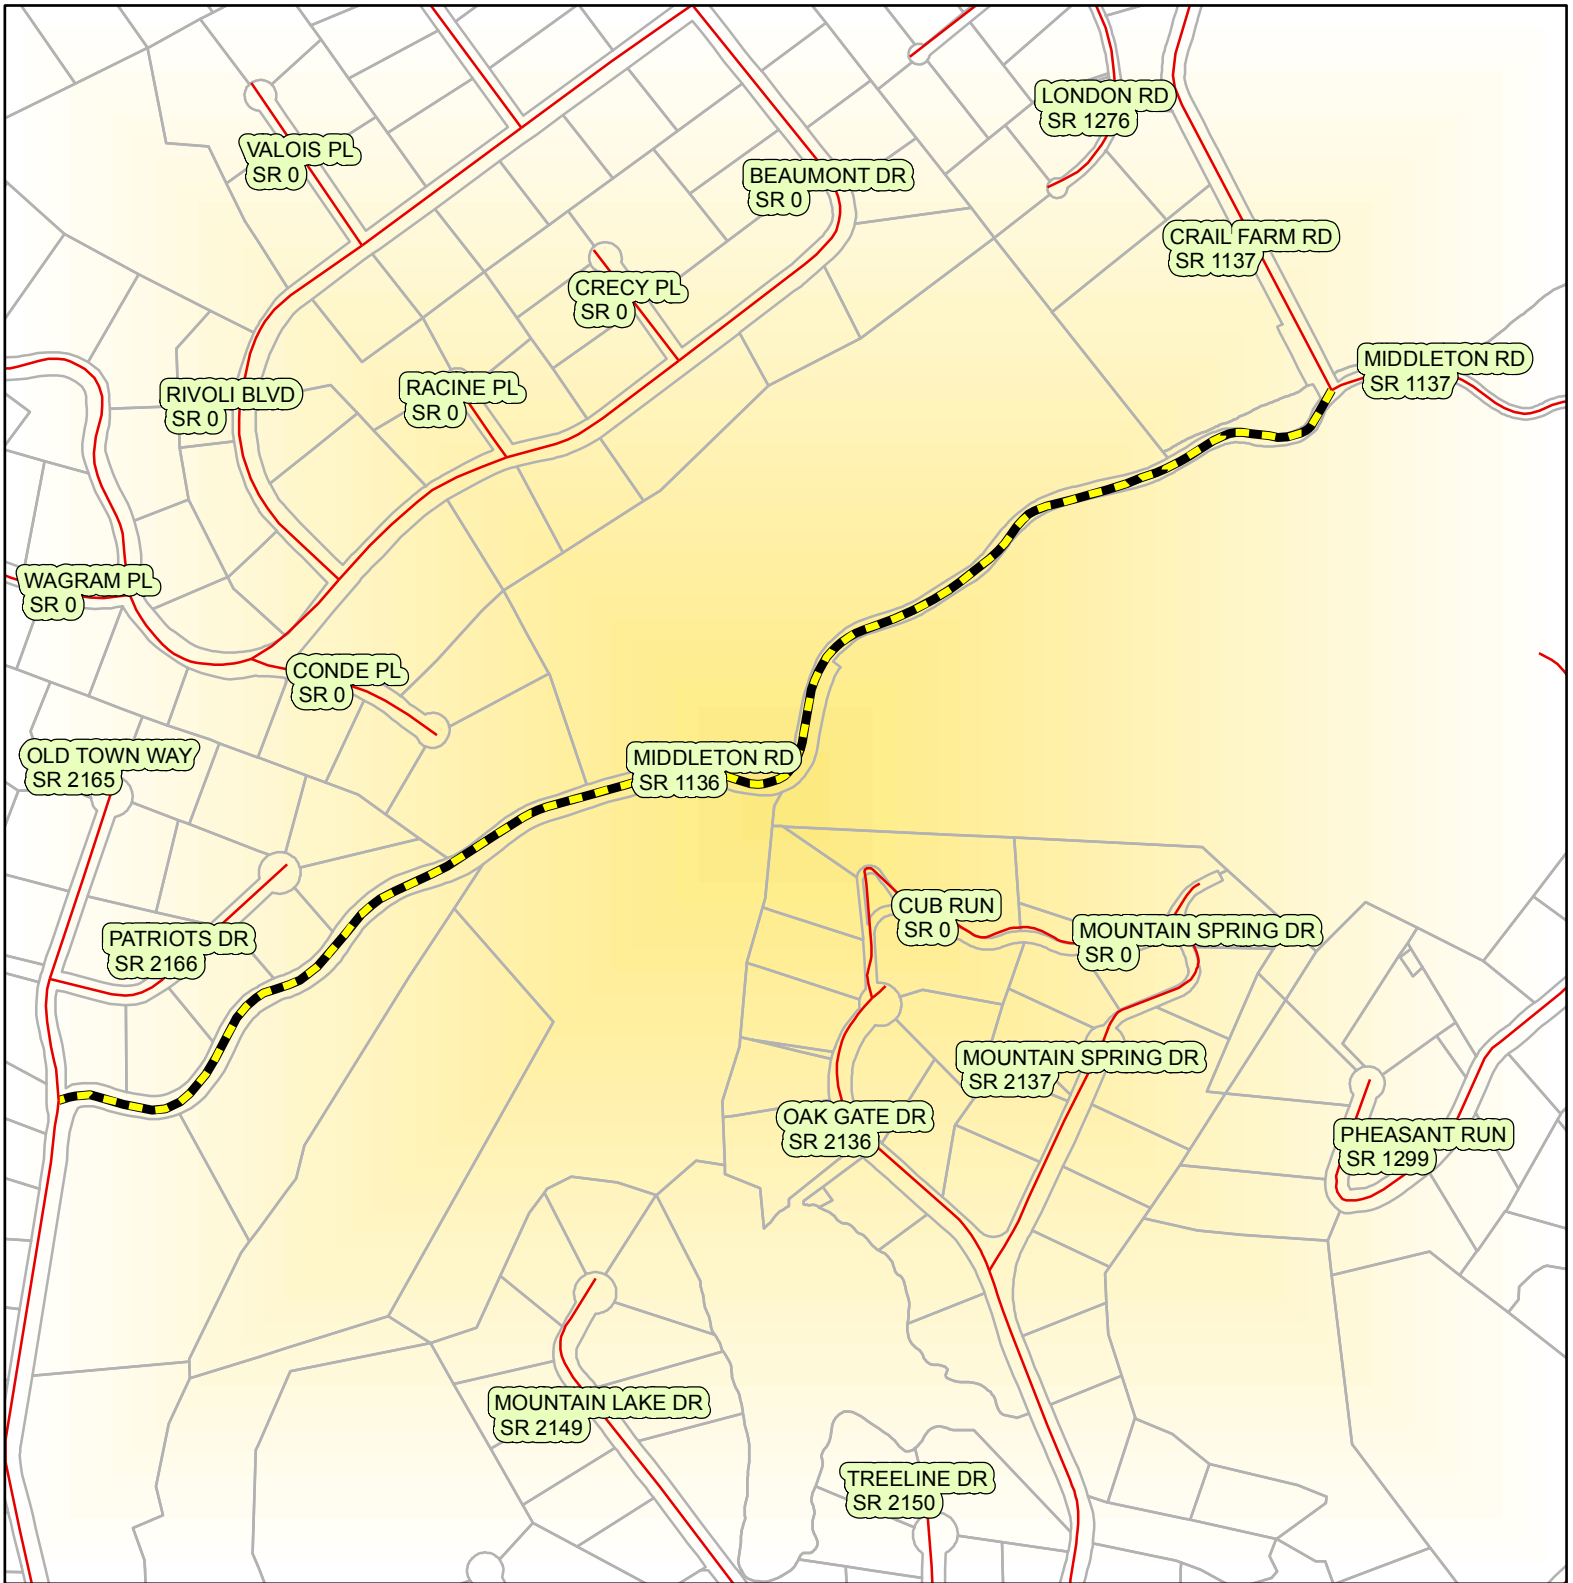 LONDON RD
SR 1276
VALOIS PL
SR 0
BEAUMONT DR
SR 0
CRAIL FARM RD
SR 1137
CRECY PL
SR 0
MIDDLETON RD
SR 1137
RIVOLI BLVD
SR 0
RACINE PL
SR 0
WAGRAM PL
SR 0
CONDE PL
SR 0
OLD TOWN WAY
SR 2165
MIDDLETON RD
SR 1136
CUB RUN
SR 0
MOUNTAIN SPRING DR
SR 0
PATRIOTS DR
SR 2166
MOUNTAIN SPRING DR
SR 2137
OAK GATE DR
SR 2136
PHEASANT RUN
SR 1299
MOUNTAIN LAKE DR
SR 2149
TREELINE DR
SR 2150